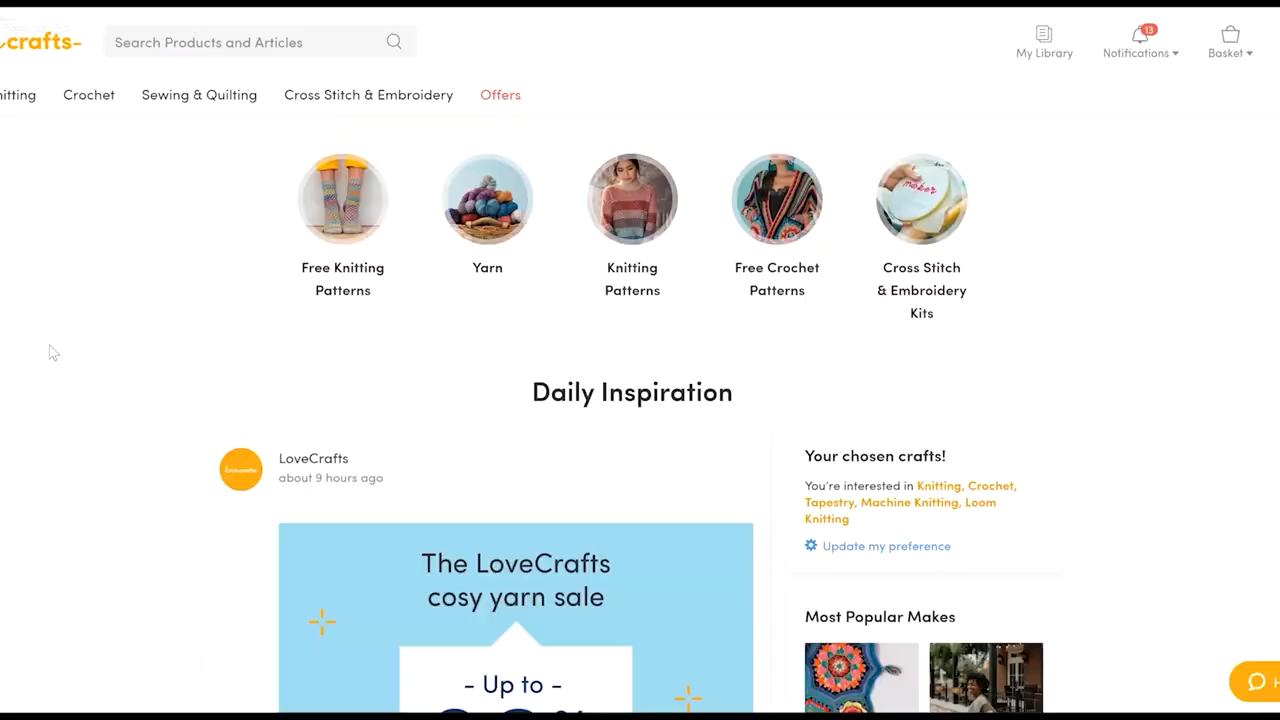 crafts-
Search Products and Articles
13
My Library
Notifications
Basket
nitting
Crochet
Sewing & Quilting
Cross Stitch & Embroidery
Offers
maker
Free Knitting
Patterns
Yarn
Knitting
Patterns
Free Crochet
Patterns
Cross Stitch
& Embroidery
Kits
Daily Inspiration
Lovecrafts
LoveCrafts
about 9 hours ago
The LoveCrafts
cosy yarn sale
- Up to -
Your chosen crafts!
You're interested in Knitting, Crochet,
Tapestry, Machine Knitting, Loom
Knitting
Update my preference
Most Popular Makes
H